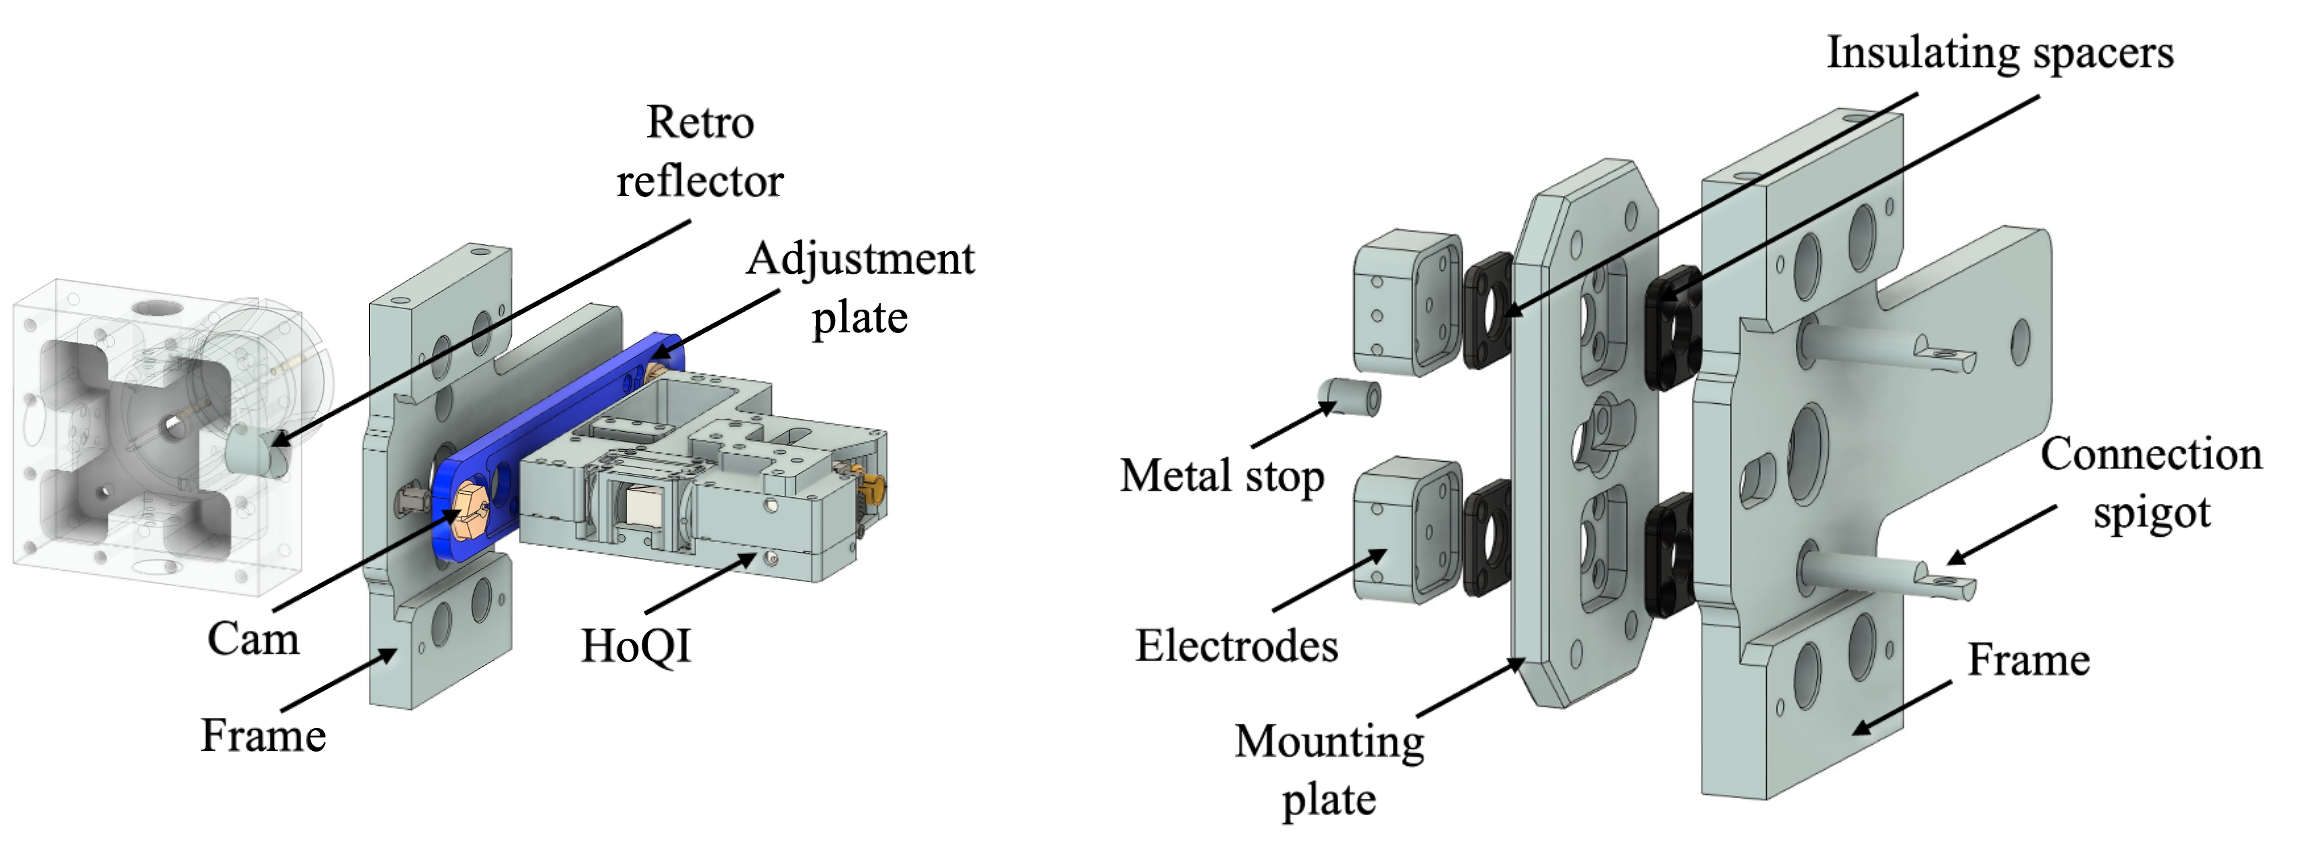 Retro
reflector
Adjustment
plate
Cam
HoQI
Frame
Insulating spacers
Metal stop
Connection
spigot
Electrodes
Frame
Mounting
plate